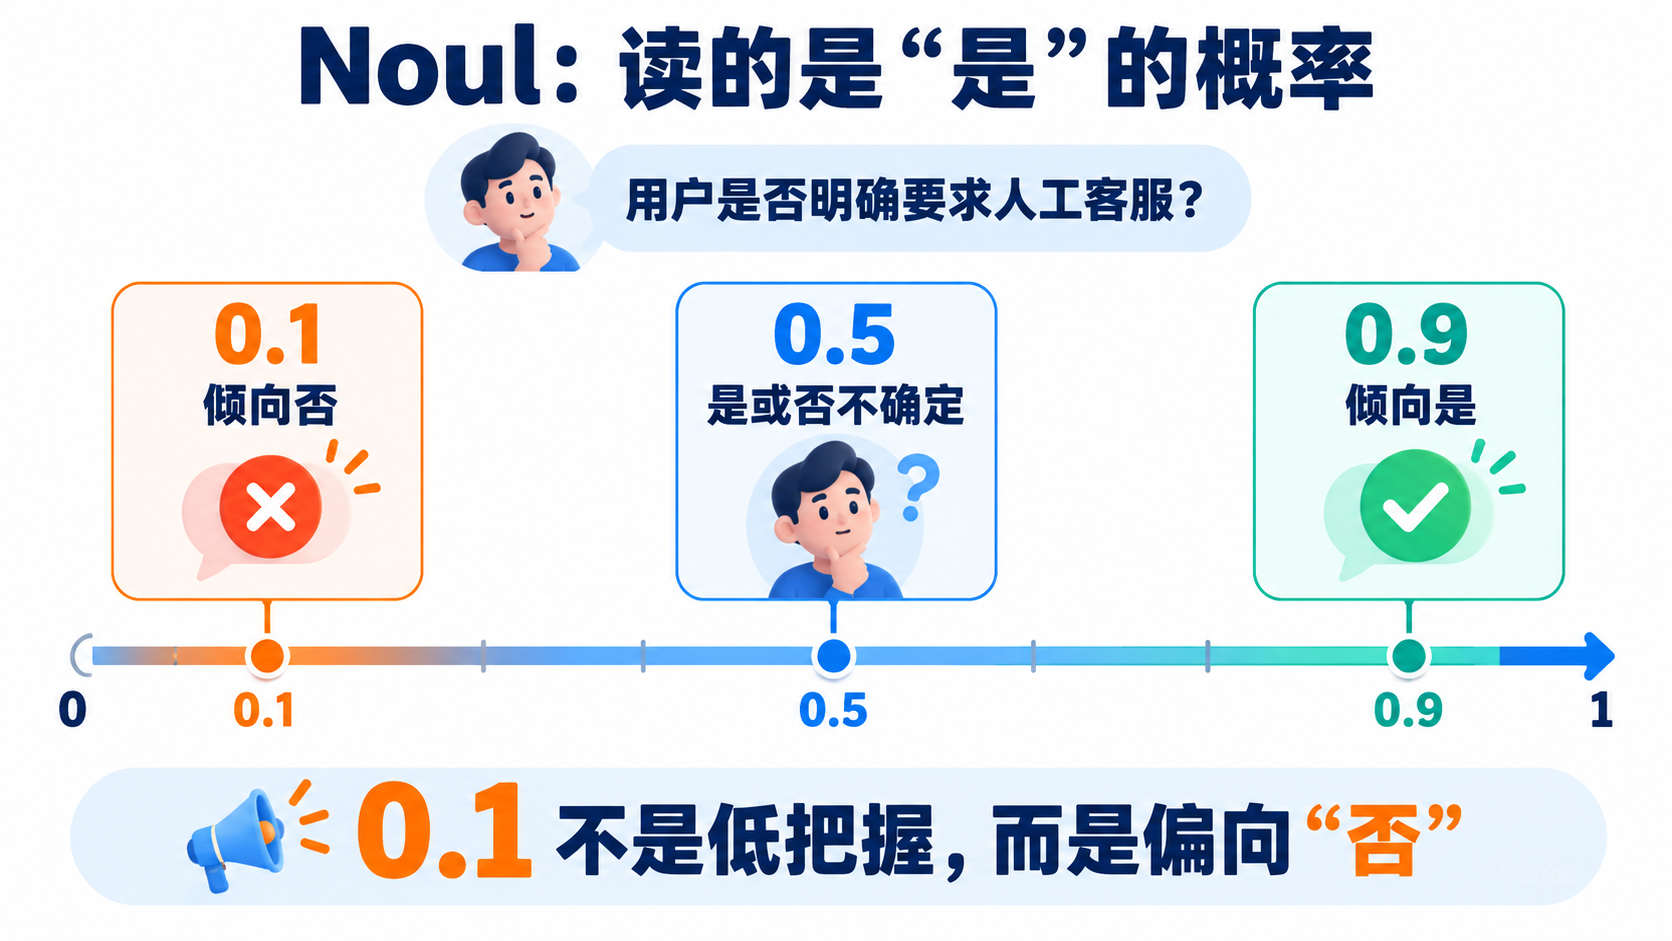 Noul：读的是“是”的概率
用户是否明确要求人工客服？
0.1
倾向否
0.5
是或否不确定
?
0.9
倾向是
0
0.1
0.5
0.9
1
0.1 不是低把握，而是偏向“否”